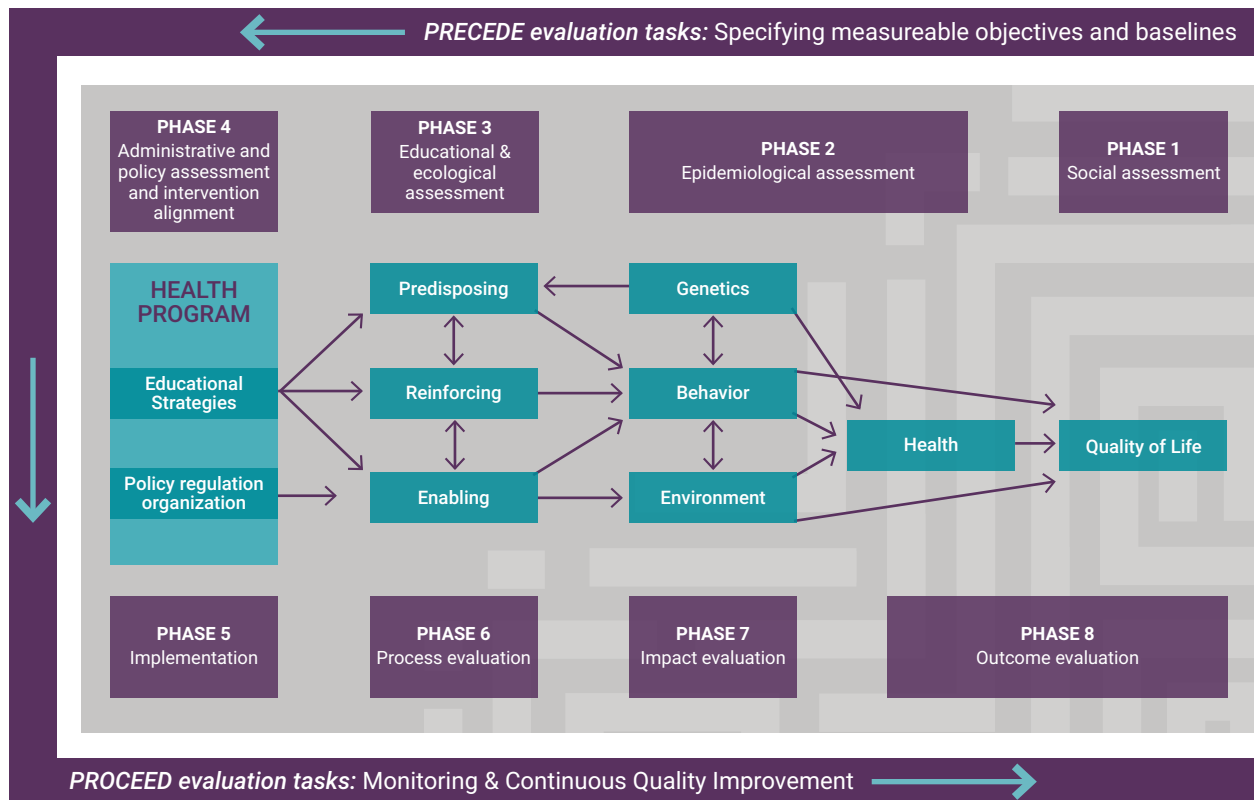 PRECEDE evaluation tasks: Specifying measureable objectives and baselines
PHASE 4
Administrative and
policy assessment
and intervention
alignment
PHASE 3
Educational &
ecological
assessment
PHASE 2
Epidemiological assessment
PHASE 1
Social assessment
HEALTH
PROGRAM
Educational
Strategies
Policy regulation
organization
Predisposing
Reinforcing
Enabling
Genetics
Behavior
Environment
Health
Quality of Life
PHASE 5
Implementation
PHASE 6
Process evaluation
PHASE 7
Impact evaluation
PHASE 8
Outcome evaluation
PROCEED evaluation tasks: Monitoring & Continuous Quality Improvement